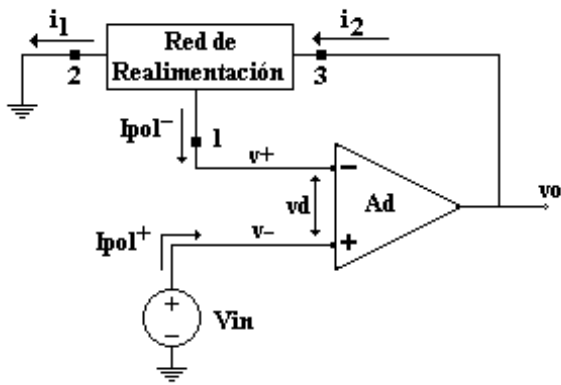 i1
i2
Red de
Realimentación
2
3
Ipol−
1
v+
−
vd
Ad
vo
Ipol+
v−
+
+
−
Vin